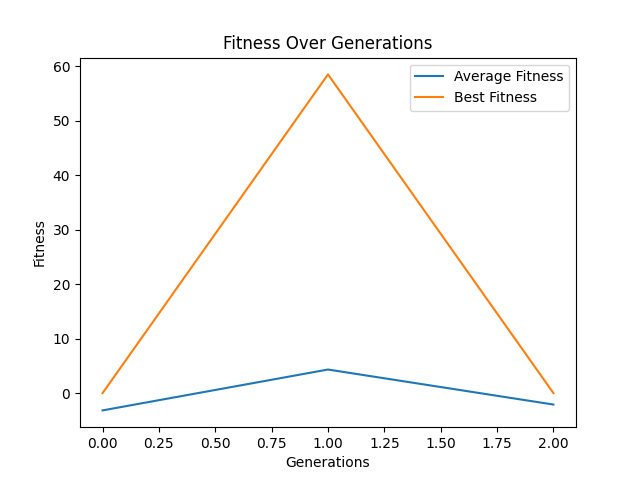 Fitness Over Generations
Average Fitness
Best Fitness
60
50
40
30
20
10
0
Fitness
0.00 0.25 0.50 0.75 1.00 1.25 1.50 1.75 2.00
Generations